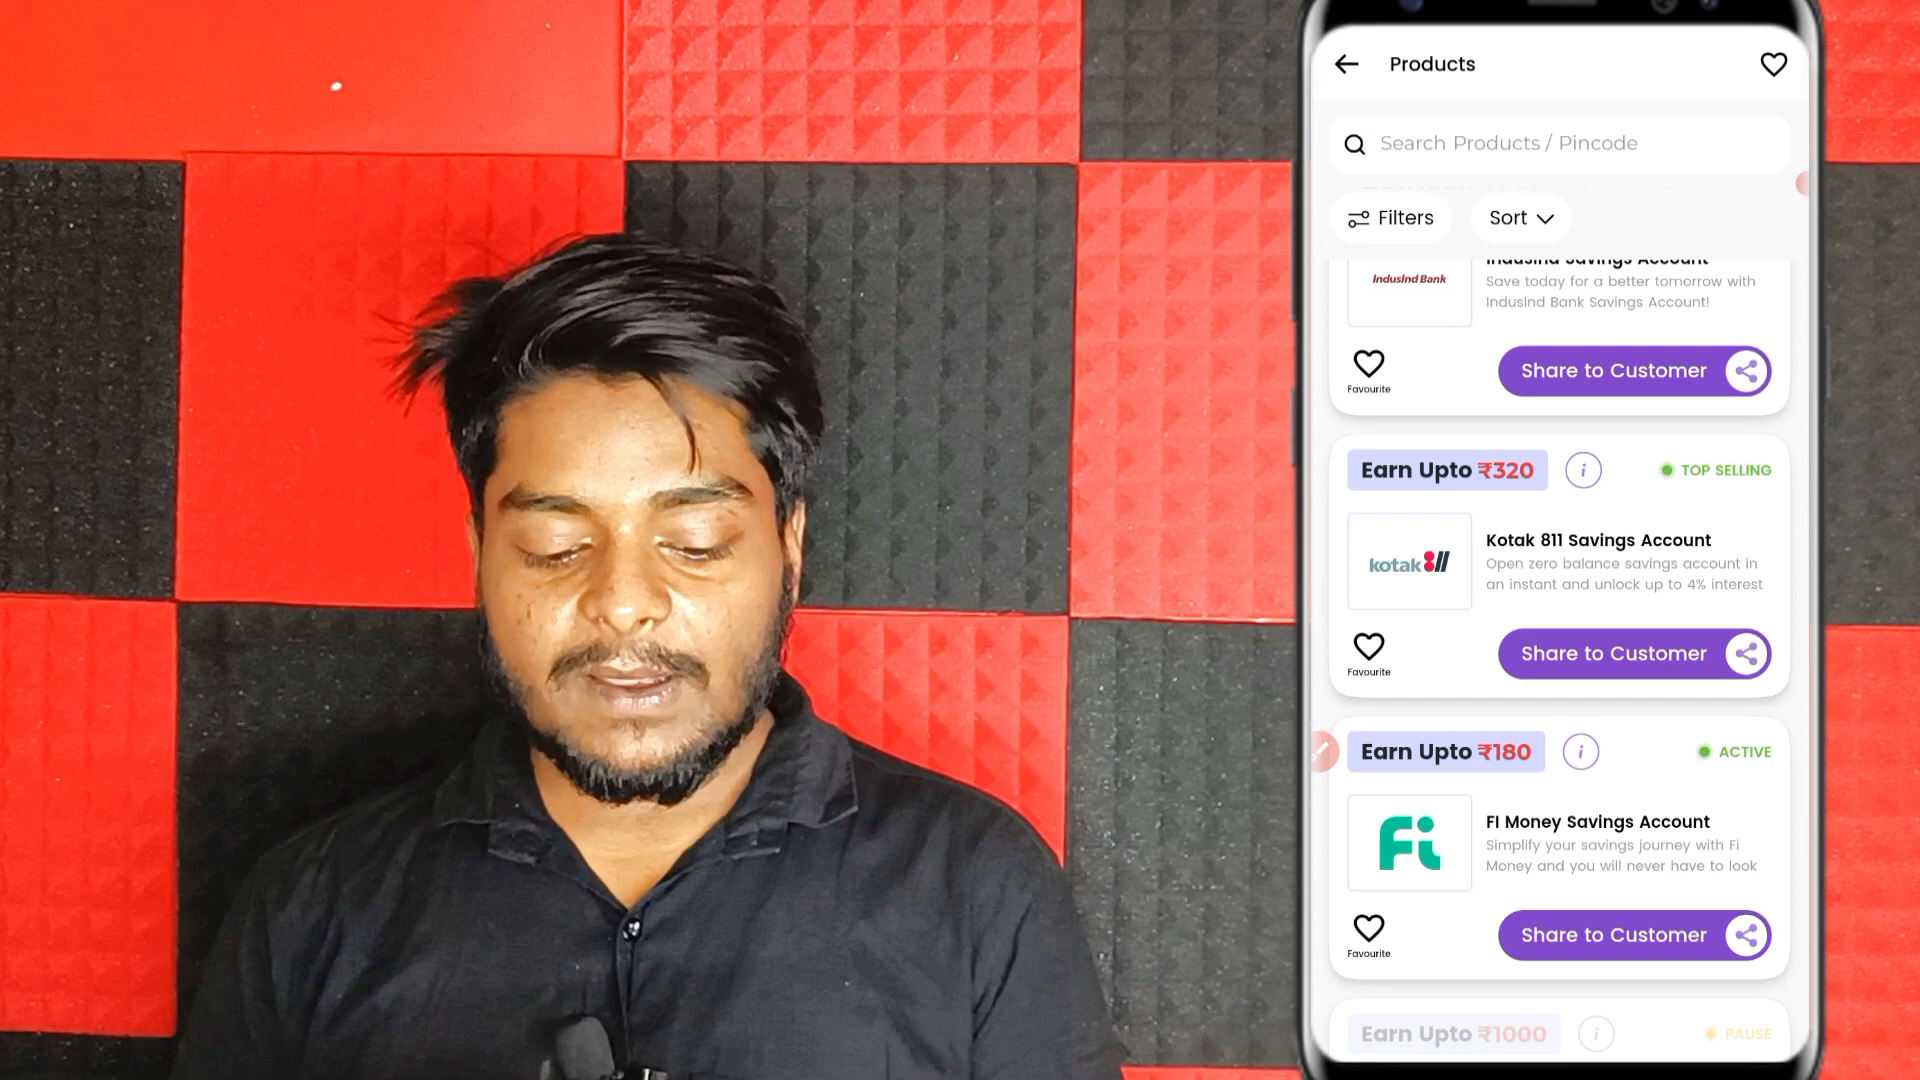 Products
Search Products / Pincode
Filters
Sort
IndusInd Savings Account
IndusInd Bank
Save today for a better tomorrow with
IndusInd Bank Savings Account!
Favourite
Share to Customer
Earn Upto ₹320
i
TOP SELLING
kotak811
Kotak 811 Savings Account
Open zero balance savings account in
an instant and unlock up to 4% interest
Favourite
Share to Customer
Earn Upto ₹180
i
ACTIVE
Fi
FI Money Savings Account
Simplify your savings journey with Fi
Money and you will never have to look
Favourite
Share to Customer
Earn Upto ₹1000
i
PAUSE